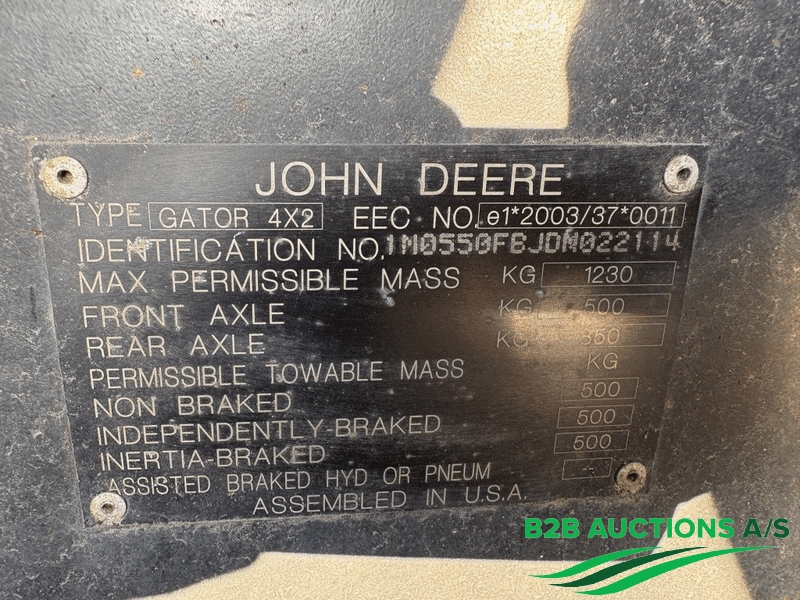 JOHN DEERE
TYPE GATOR 4X2 EEC NO. e1*2003/37*0011
IDENTIFICATION NO. 1M0550FBJDM022114
MAX PERMISSIBLE MASS KG 1230
FRONT AXLE KG 500
REAR AXLE KG 850
PERMISSIBLE TOWABLE MASS KG
NON BRAKED 500
INDEPENDENTLY-BRAKED 500
INERTIA-BRAKED 500
ASSISTED BRAKED HYD OR PNEUM --
ASSEMBLED IN U.S.A.
B2B AUCTIONS A/S